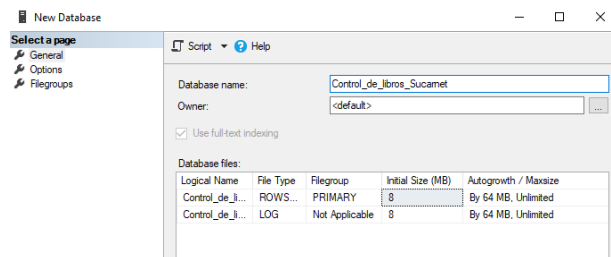 New Database
Select a page
General
Options
Filegroups
Script Help
Database name: Control_de_libros_Sucamet
Owner: <default> ...
Use full-text indexing
Database files:
Logical Name File Type Filegroup Initial Size (MB) Autogrowth / Maxsize
Control_de_li... ROWS... PRIMARY 8 By 64 MB, Unlimited
Control_de_li... LOG Not Applicable 8 By 64 MB, Unlimited